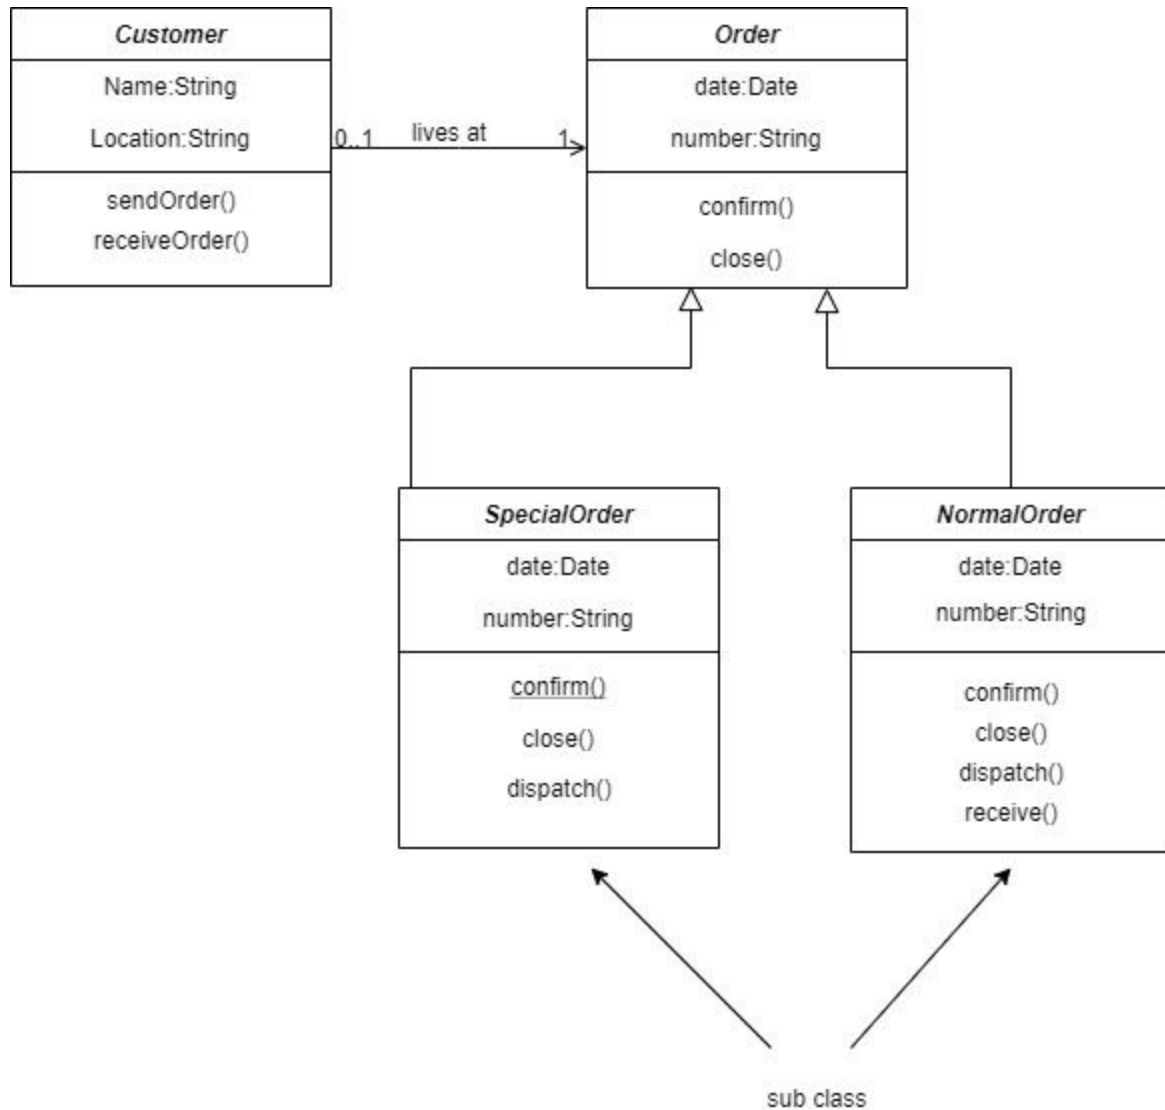 Customer
Name:String
Location:String
sendOrder()
receiveOrder()
0..1
lives at
1
Order
date:Date
number:String
confirm()
close()
SpecialOrder
date:Date
number:String
confirm()
close()
dispatch()
NormalOrder
date:Date
number:String
confirm()
close()
dispatch()
receive()
sub class